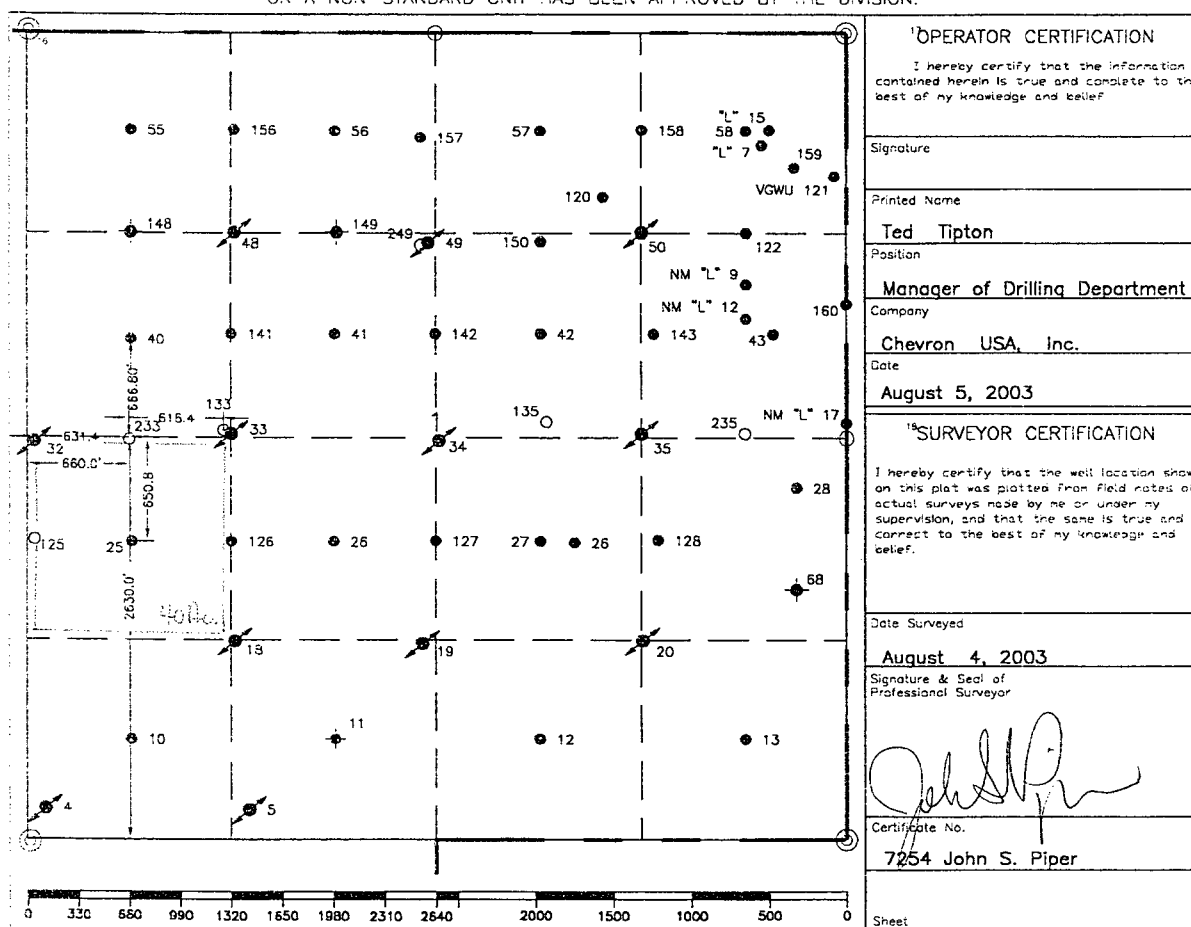 OR A NON-STANDARD UNIT HAS BEEN APPROVED BY THE DIVISION.
55
156
56
157
57
158
"L" 15
58
"L" 7
159
VGWU 121
120
148
48
149
249
49
150
50
122
NM "L" 9
NM "L" 12
160
40
141
41
142
42
143
43
686.80'
133
616.4
135
235
NM "L" 17
32
631.4
233
33
34
35
660.0'
650.8
28
125
25
126
26
127
27
26
128
68
2630.0'
40Ac.
18
19
20
10
11
12
13
4
5
0 330 660 990 1320 1650 1980 2310 2640 2000 1500 1000 500 0
OPERATOR CERTIFICATION
I hereby certify that the information
contained herein is true and complete to the
best of my knowledge and belief
Signature
Printed Name
Ted Tipton
Position
Manager of Drilling Department
Company
Chevron USA, Inc.
Date
August 5, 2003
18 SURVEYOR CERTIFICATION
I hereby certify that the well location show
on this plat was plotted from field notes of
actual surveys made by me or under my
supervision, and that the same is true and
correct to the best of my knowledge and
belief.
Date Surveyed
August 4, 2003
Signature & Seal of
Professional Surveyor
Certificate No.
7254 John S. Piper
Sheet